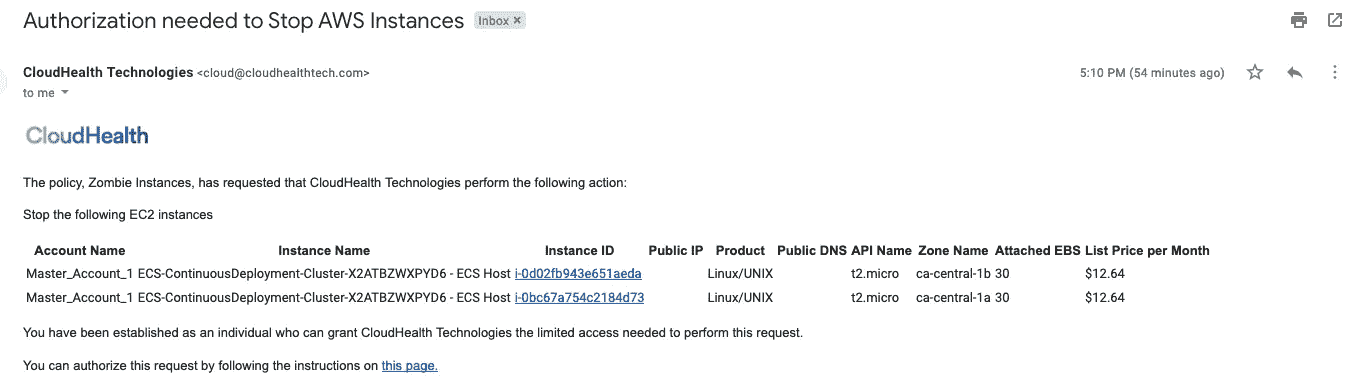 Authorization needed to Stop AWS Instances Inbox ×
CloudHealth Technologies <cloud@cloudhealthtech.com> 5:10 PM (54 minutes ago)
to me
CloudHealth
The policy, Zombie Instances, has requested that CloudHealth Technologies perform the following action:
Stop the following EC2 instances
Account Name Instance Name Instance ID Public IP Product Public DNS API Name Zone Name Attached EBS List Price per Month
Master_Account_1 ECS-ContinuousDeployment-Cluster-X2ATBZWXPYD6 - ECS Host i-0d02fb943e651aeda Linux/UNIX t2.micro ca-central-1b 30 $12.64
Master_Account_1 ECS-ContinuousDeployment-Cluster-X2ATBZWXPYD6 - ECS Host i-0bc67a754c2184d73 Linux/UNIX t2.micro ca-central-1a 30 $12.64
You have been established as an individual who can grant CloudHealth Technologies the limited access needed to perform this request.
You can authorize this request by following the instructions on this page.